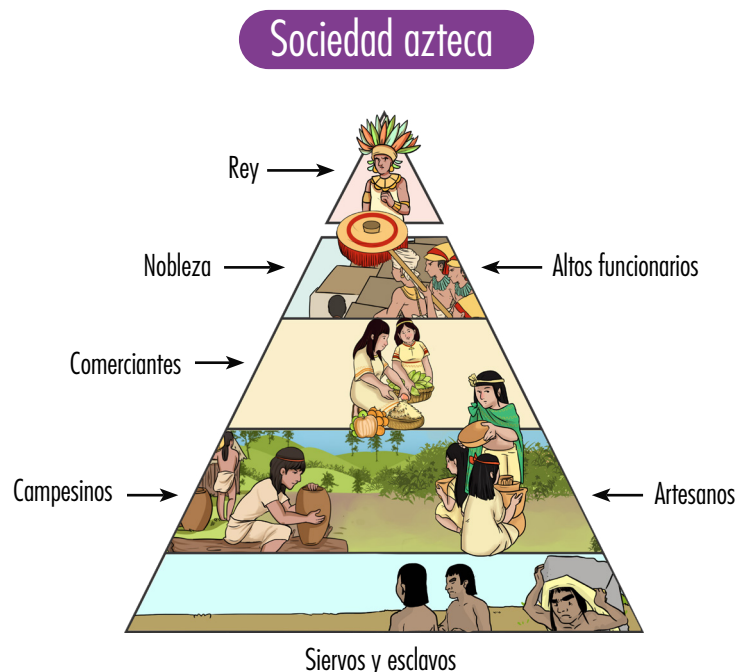 Sociedad azteca
Rey
Nobleza
Altos funcionarios
Comerciantes
Campesinos
Artesanos
Siervos y esclavos